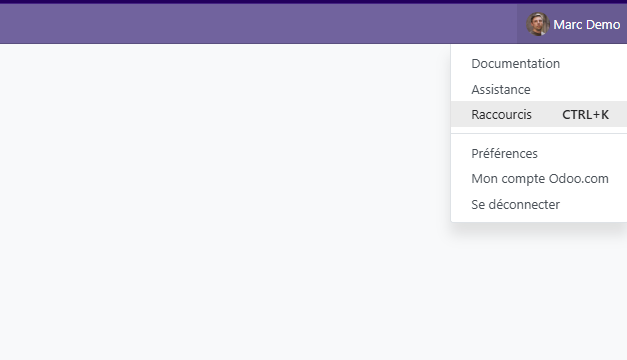 Marc Demo
Documentation
Assistance
Raccourcis CTRL+K
Préférences
Mon compte Odoo.com
Se déconnecter